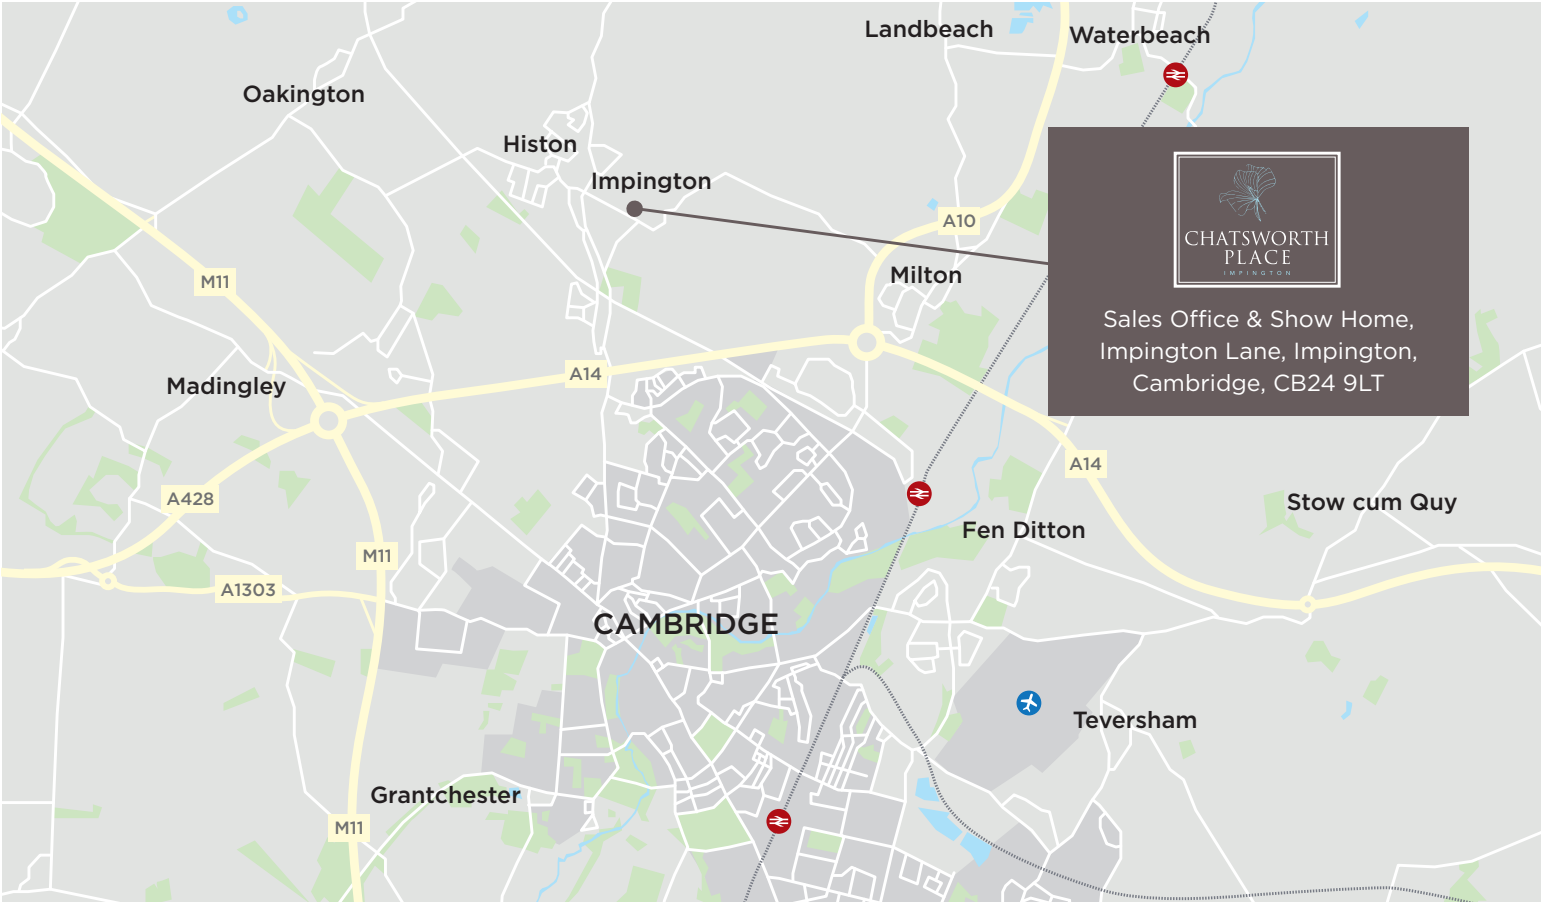 Landbeach
Waterbeach
Oakington
Histon
Impington
A10
M11
Milton
CHATSWORTH
PLACE
IMPINGTON
Sales Office & Show Home,
Impington Lane, Impington,
Cambridge, CB24 9LT
A14
Madingley
A14
A428
Stow cum Quy
Fen Ditton
M11
A1303
CAMBRIDGE
Teversham
Grantchester
M11